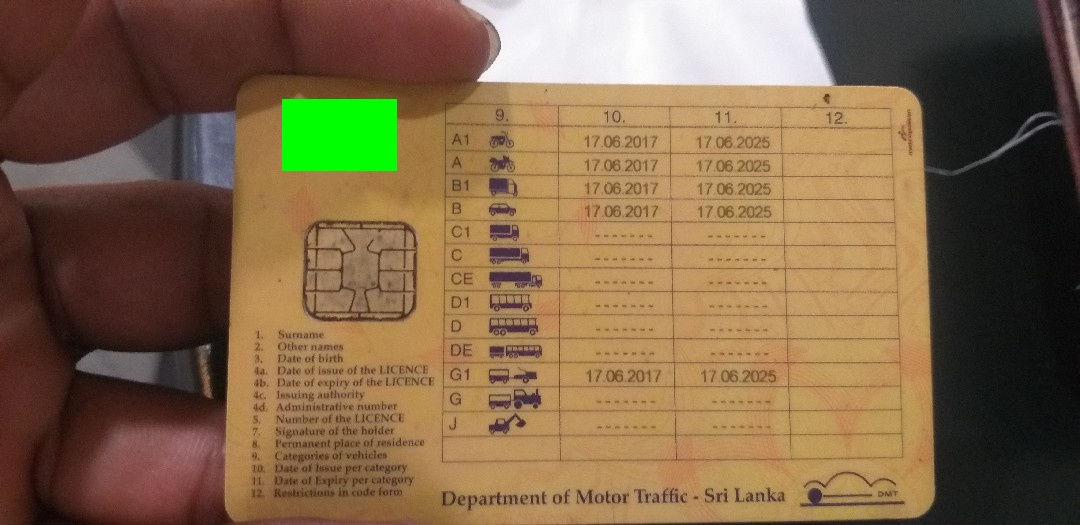 9. 10. 11. 12.
A1 17.06.2017 17.06.2025
A 17.06.2017 17.06.2025
B1 17.06.2017 17.06.2025
B 17.06.2017 17.06.2025
C1 ------- -------
C ------- -------
CE ------- -------
D1 ------- -------
D ------- -------
DE ------- -------
G1 17.06.2017 17.06.2025
G ------- -------
J ------- -------
1. Surname
2. Other names
3. Date of birth
4a. Date of issue of the LICENCE
4b. Date of expiry of the LICENCE
4c. Issuing authority
4d. Administrative number
5. Number of the LICENCE
7. Signature of the holder
8. Permanent place of residence
9. Categories of vehicles
10. Date of Issue per category
11. Date of Expiry per category
12. Restrictions in code form
Department of Motor Traffic - Sri Lanka
DMT